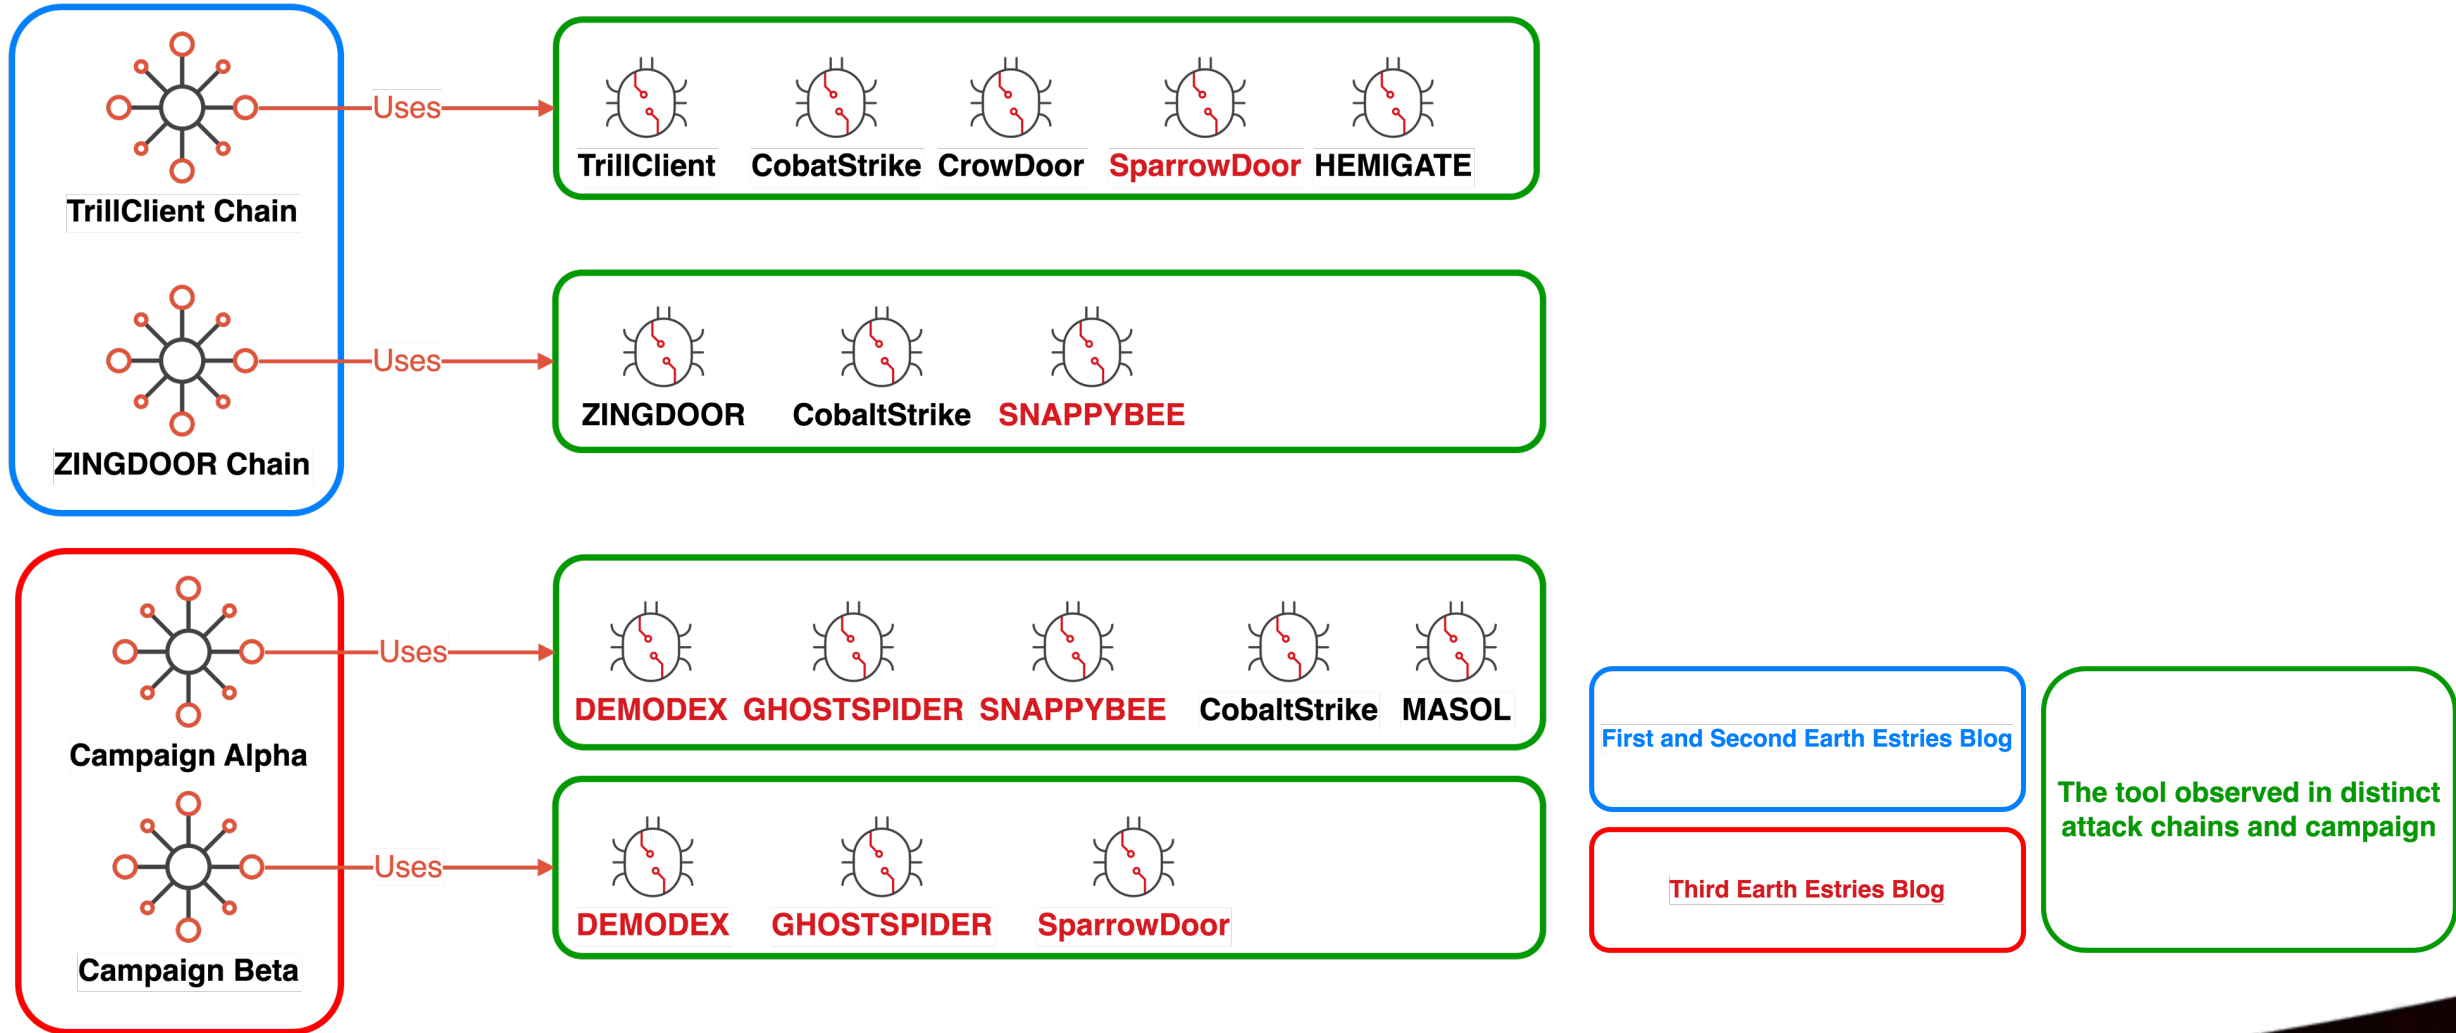 Uses
TrillClient CobatStrike CrowDoor SparrowDoor HEMIGATE
TrillClient Chain
Uses
ZINGDOOR CobaltStrike SNAPPYBEE
ZINGDOOR Chain
Uses
DEMODEX GHOSTSPIDER SNAPPYBEE CobaltStrike MASOL
Campaign Alpha
Uses
DEMODEX GHOSTSPIDER SparrowDoor
Campaign Beta
First and Second Earth Estries Blog
Third Earth Estries Blog
The tool observed in distinct
attack chains and campaign